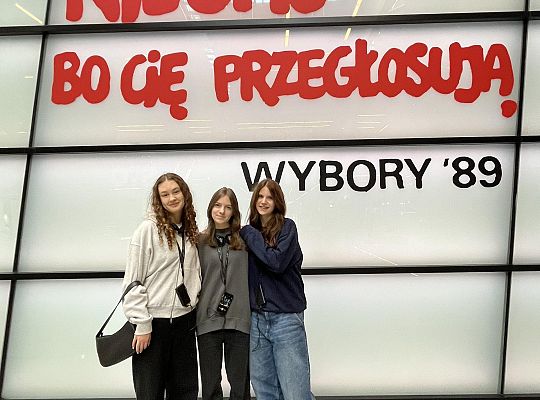 BO CIĘ PRZEGŁOSUJĄ
WYBORY '89